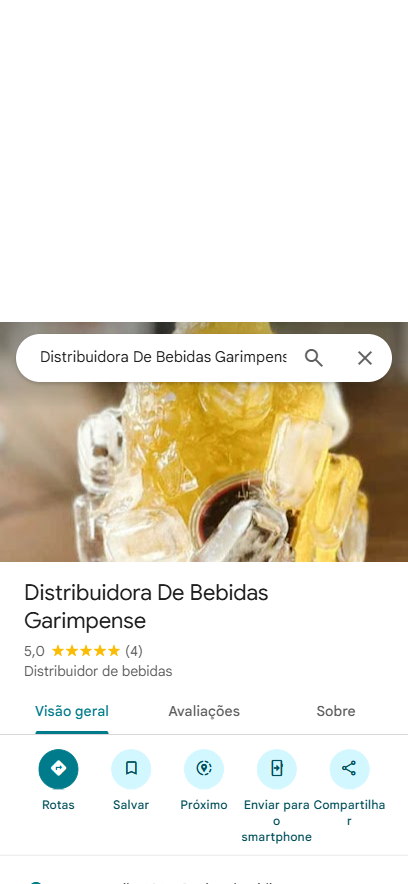 Distribuidora De Bebidas Garimpens
Distribuidora De Bebidas
Garimpense
5,0 ★★★★★ (4)
Distribuidor de bebidas
Visão geral Avaliações Sobre
Rotas Salvar Próximo Enviar para o smartphone Compartilhar